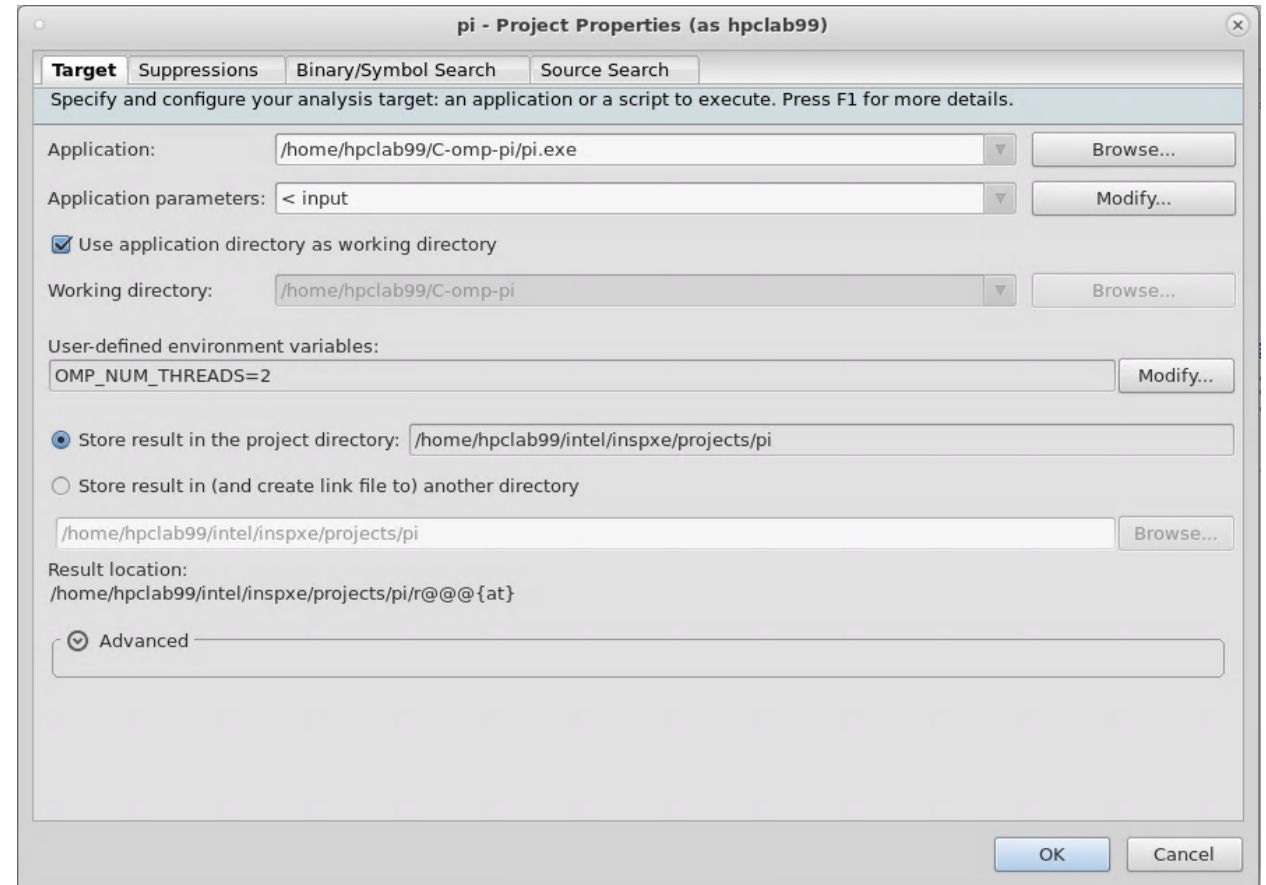 pi - Project Properties (as hpclab99)
Target Suppressions Binary/Symbol Search Source Search
Specify and configure your analysis target: an application or a script to execute. Press F1 for more details.
Application: /home/hpclab99/C-omp-pi/pi.exe Browse...
Application parameters: < input Modify...
Use application directory as working directory
Working directory: /home/hpclab99/C-omp-pi Browse...
User-defined environment variables:
OMP_NUM_THREADS=2 Modify...
Store result in the project directory: /home/hpclab99/intel/inspxe/projects/pi
Store result in (and create link file to) another directory
/home/hpclab99/intel/inspxe/projects/pi Browse...
Result location:
/home/hpclab99/intel/inspxe/projects/pi/r@@@{at}
Advanced
OK Cancel